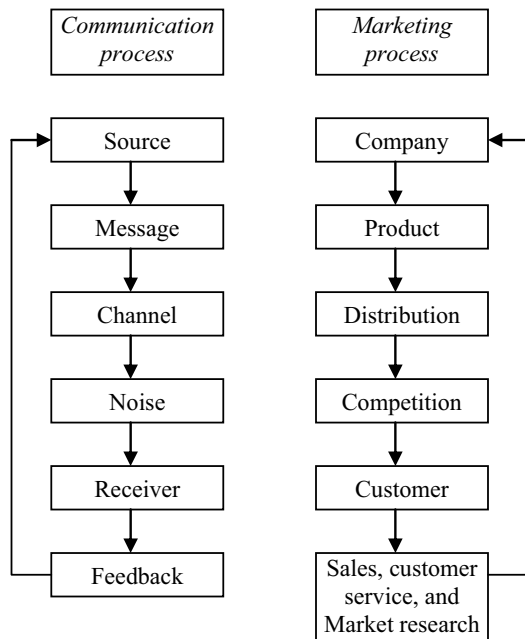 Communication
process
Marketing
process
Source
Company
Message
Product
Channel
Distribution
Noise
Competition
Receiver
Customer
Feedback
Sales, customer
service, and
Market research